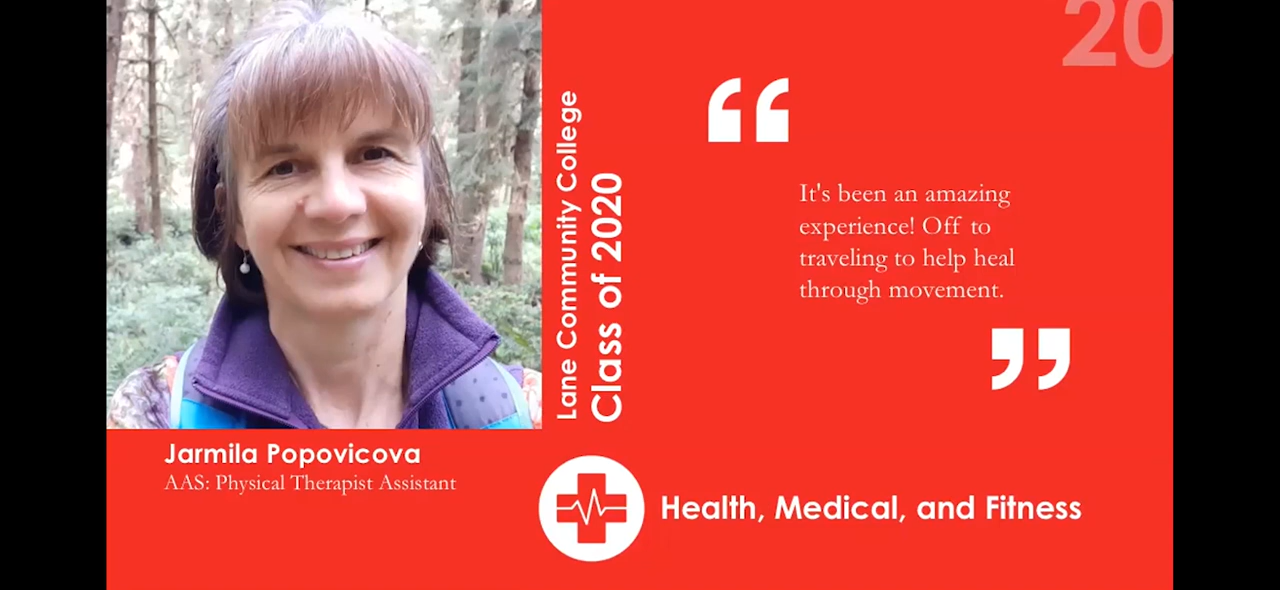 20
Lane Community College
Class of 2020
“
It's been an amazing
experience! Off to
traveling to help heal
through movement.
”
Jarmila Popovicova
AAS: Physical Therapist Assistant
Health, Medical, and Fitness